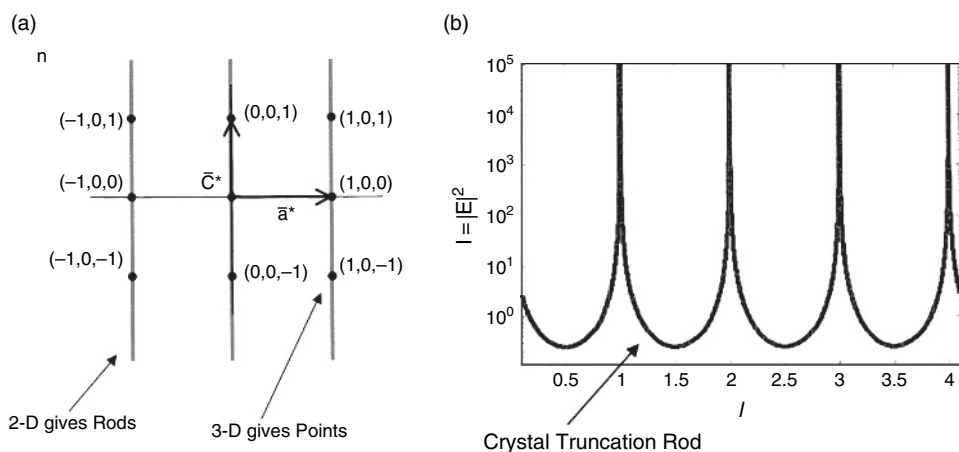 (a)
n
(–1,0,1)
(0,0,1)
(1,0,1)
(–1,0,0)
C̄*
(1,0,0)
ā*
(–1,0,–1)
(0,0,–1)
(1,0,–1)
2-D gives Rods
3-D gives Points
(b)
I = |E|²
10⁵
10⁴
10³
10²
10¹
10⁰
0.5 1 1.5 2 2.5 3 3.5 4
l
Crystal Truncation Rod